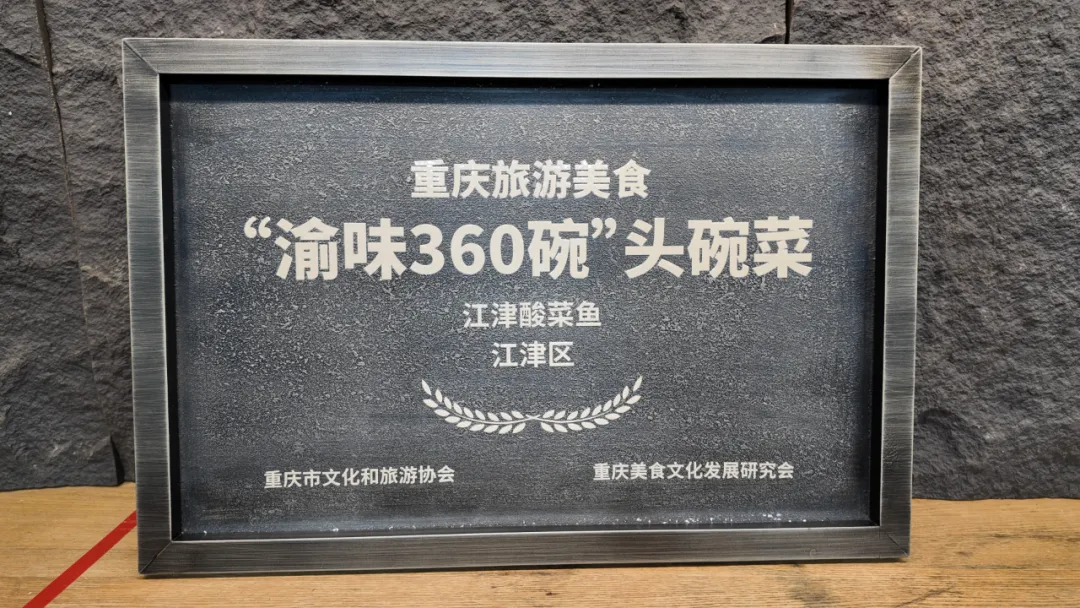 重庆旅游美食
“渝味360碗”头碗菜
江津酸菜鱼
江津区
重庆市文化和旅游协会
重庆美食文化发展研究会